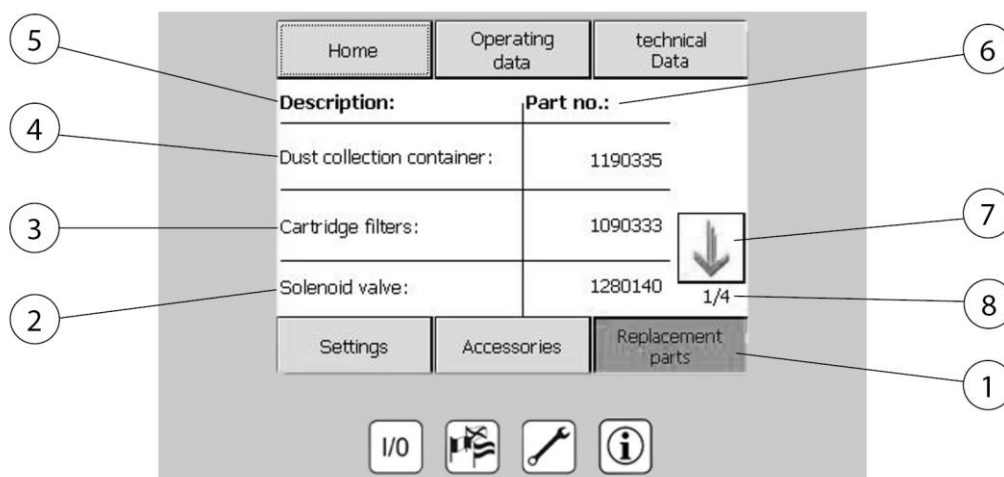 5
4
3
2
Home
Operating
data
technical
Data
Description:
Part no.:
Dust collection container:
1190335
Cartridge filters:
1090333
Solenoid valve:
1280140
1/4
Settings
Accessories
Replacement
parts
6
7
8
1
I/0
i